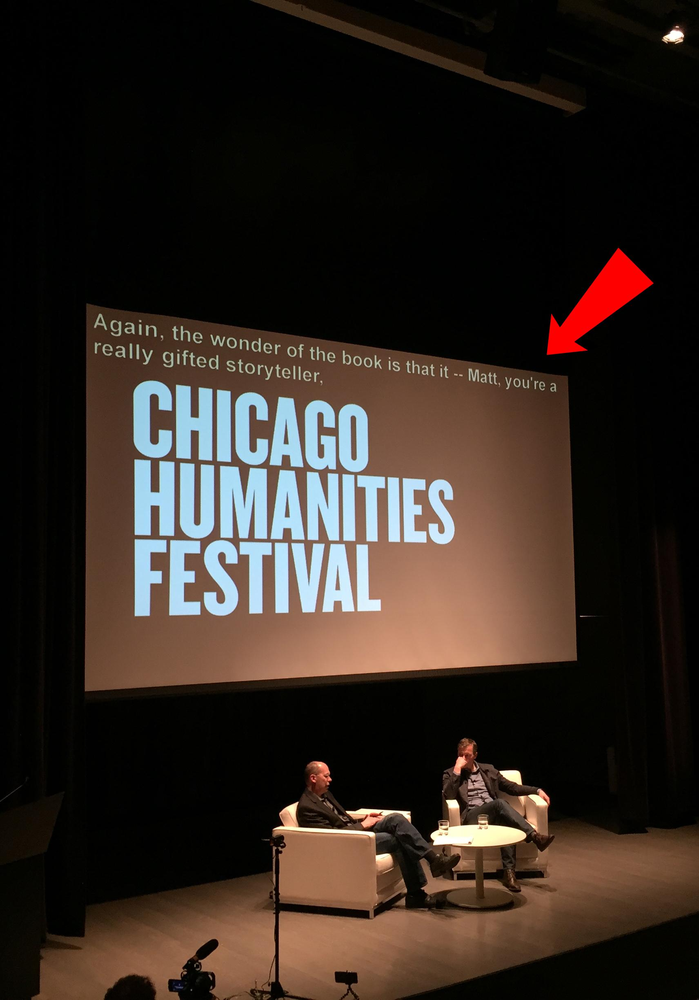 Again, the wonder of the book is that it -- Matt, you're a
really gifted storyteller,
CHICAGO
HUMANITIES
FESTIVAL